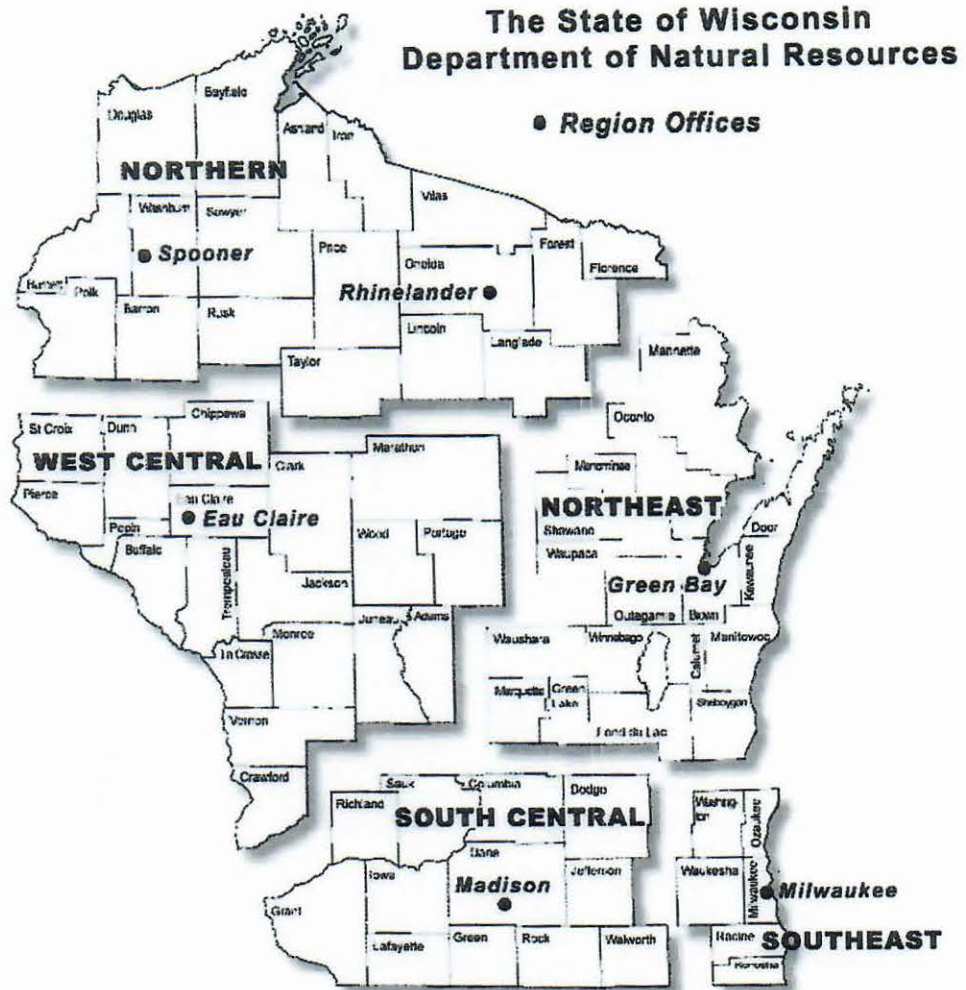 The State of Wisconsin
Department of Natural Resources
Region Offices
Bayfield
Douglas
Ashland
Iron
NORTHERN
Vilas
Washburn
Sawyer
Spooner
Price
Oneida
Forest
Florence
Rhinelander
Burnett
Polk
Barron
Rusk
Lincoln
Langlade
Taylor
Marinette
Chippewa
St Croix
Dunn
Oconto
WEST CENTRAL
Clark
Marathon
Menominee
Pierce
Eau Claire
Eau Claire
NORTHEAST
Pepin
Wood
Portage
Shawano
Door
Buffalo
Waupaca
Kewaunee
Trempealeau
Jackson
Green Bay
Juneau
Adams
Outagamie
Brown
Monroe
Waushara
Winnebago
Calumet
Manitowoc
La Crosse
Marquette
Green
Lake
Sheboygan
Vernon
Fond du Lac
Crawford
Sauk
Columbia
Dodge
Richland
SOUTH CENTRAL
Washing-
ton
Ozaukee
Dane
Iowa
Jefferson
Waukesha
Milwaukee
Madison
Milwaukee
Grant
Lafayette
Green
Rock
Walworth
Racine
SOUTHEAST
Kenosha